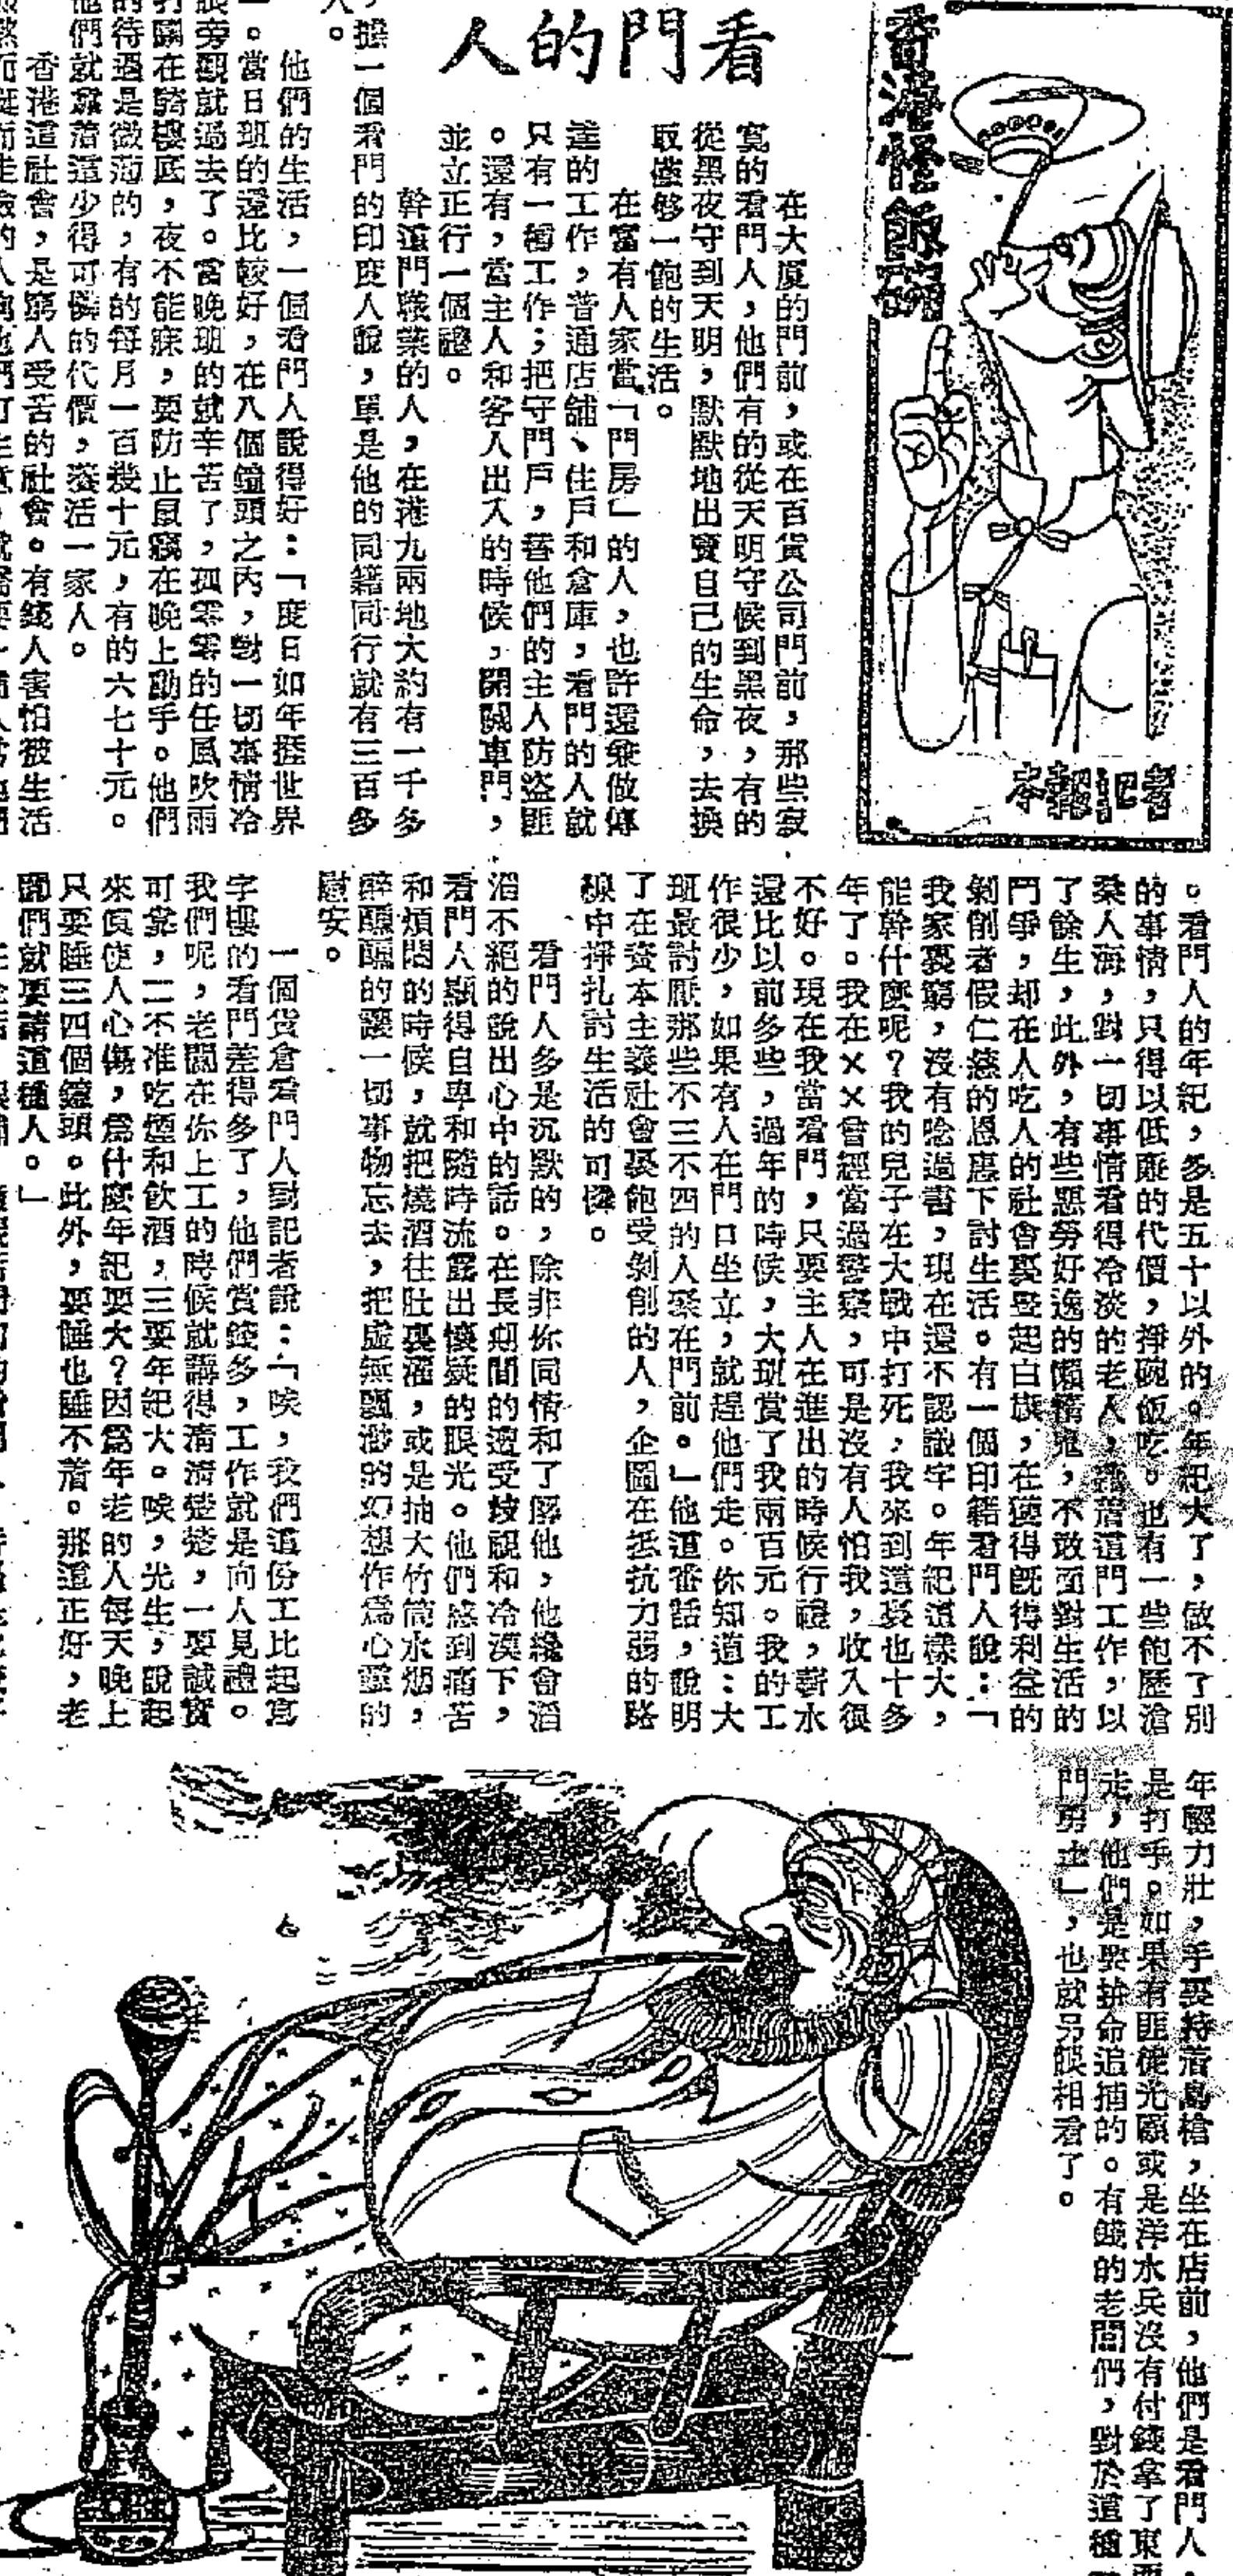 香港怪飯碗
本報記者
看門的人
在大廈的門前，或在百貨公司門前，那些寂
寞的看門人，他們有的從天明守候到黑夜，有的
從黑夜守到天明，默默地出賣自己的生命，去換
取僅够一飽的生活。
在富有人家當「門房」的人，也許還兼做傳
達的工作，普通店舖、住戶和倉庫，看門的人就
只有一種工作；把守門戶，替他們的主人防盜匪
。還有，當主人和客人出入的時候，開關車門，
並立正行一個禮。
幹這門職業的人，在港九兩地大約有一千多
，據一個看門的印度人說，單是他的同籍同行就有三百多
人。
他們的生活，一個看門人說得好：「度日如年捱世界
」。當日班的還比較好，在八個鐘頭之內，對一切事情冷
眼旁觀就過去了。當晚班的就辛苦了，孤零零的任風吹雨
打瞓在騎樓底，夜不能寐，要防止鼠竊在晚上動手。他們
的待遇是微薄的，有的每月一百幾十元，有的六七十元。
他們就靠着這少得可憐的代價，養活一家人。
香港這社會，是窮人受苦的社會。有錢人害怕被生活
。看門人的年紀，多是五十以外的。年紀大了，做不了別
的事情，只得以低廉的代價，掙碗飯吃。也有一些飽歷滄
桑人海，對一切事情看得冷淡的老人，靠着這門工作，以
了餘生，此外，有些惡勞好逸的懶惰鬼，不敢面對生活的
鬥爭，却在人吃人的社會裏豎起白旗，在獲得旣得利益的
剝削者假仁慈的恩惠下討生活。有一個印籍看門人說：「
我家裏窮，沒有唸過書，現在還不認識字。年紀這樣大，
能幹什麼呢？我的兒子在大戰中打死，我來到這裏也十多
年了。我在××曾經當過警察，可是沒有人怕我，收入很
不好。現在我當看門，只要主人在進出的時候行禮，薪水
還比以前多些，過年的時候，大班賞了我兩百元。我的工
作很少，如果有人在門口坐立，就趕他們走。你知道：大
班最討厭那些不三不四的人聚在門前。」他這番話，說明
了在資本主義社會裏飽受剝削的人，企圖在抵抗力弱的路
線中掙扎討生活的可憐。
看門人多是沉默的，除非你同情和了解他，他纔會滔
滔不絕的說出心中的話。在長期間的遭受歧視和冷漠下，
看門人顯得自卑和隨時流露出懷疑的眼光。他們感到痛苦
和煩悶的時候，就把燒酒往肚裏灌，或是抽大竹筒水烟，
醉醺醺的讓一切事物忘去，把虛無飄渺的幻想作爲心靈的
慰安。
一個貨倉看門人對記者說：「唉，我們這份工比起寫
字樓的看門差得多了，他們賞錢多，工作就是向人見禮。
我們呢，老闆在你上工的時候就講得清清楚楚，一要誠實
可靠，二不准吃煙和飲酒，三要年紀大。唉，先生，說起
來眞使人心傷，爲什麼年紀要大？因爲年老的人每天晚上
只要睡三四個鐘頭。此外，要睡也睡不着。那這正好，老
闆們就要請這種人。」
年輕力壯，手裏持着鳥槍，坐在店前，他們是看門人
是打手。如果有匪徒光顧或是洋水兵沒有付錢拿了東西
走，他們是要拚命追捕的。有錢的老闆們，對於這種「
門勇士」，也就另眼相看了。